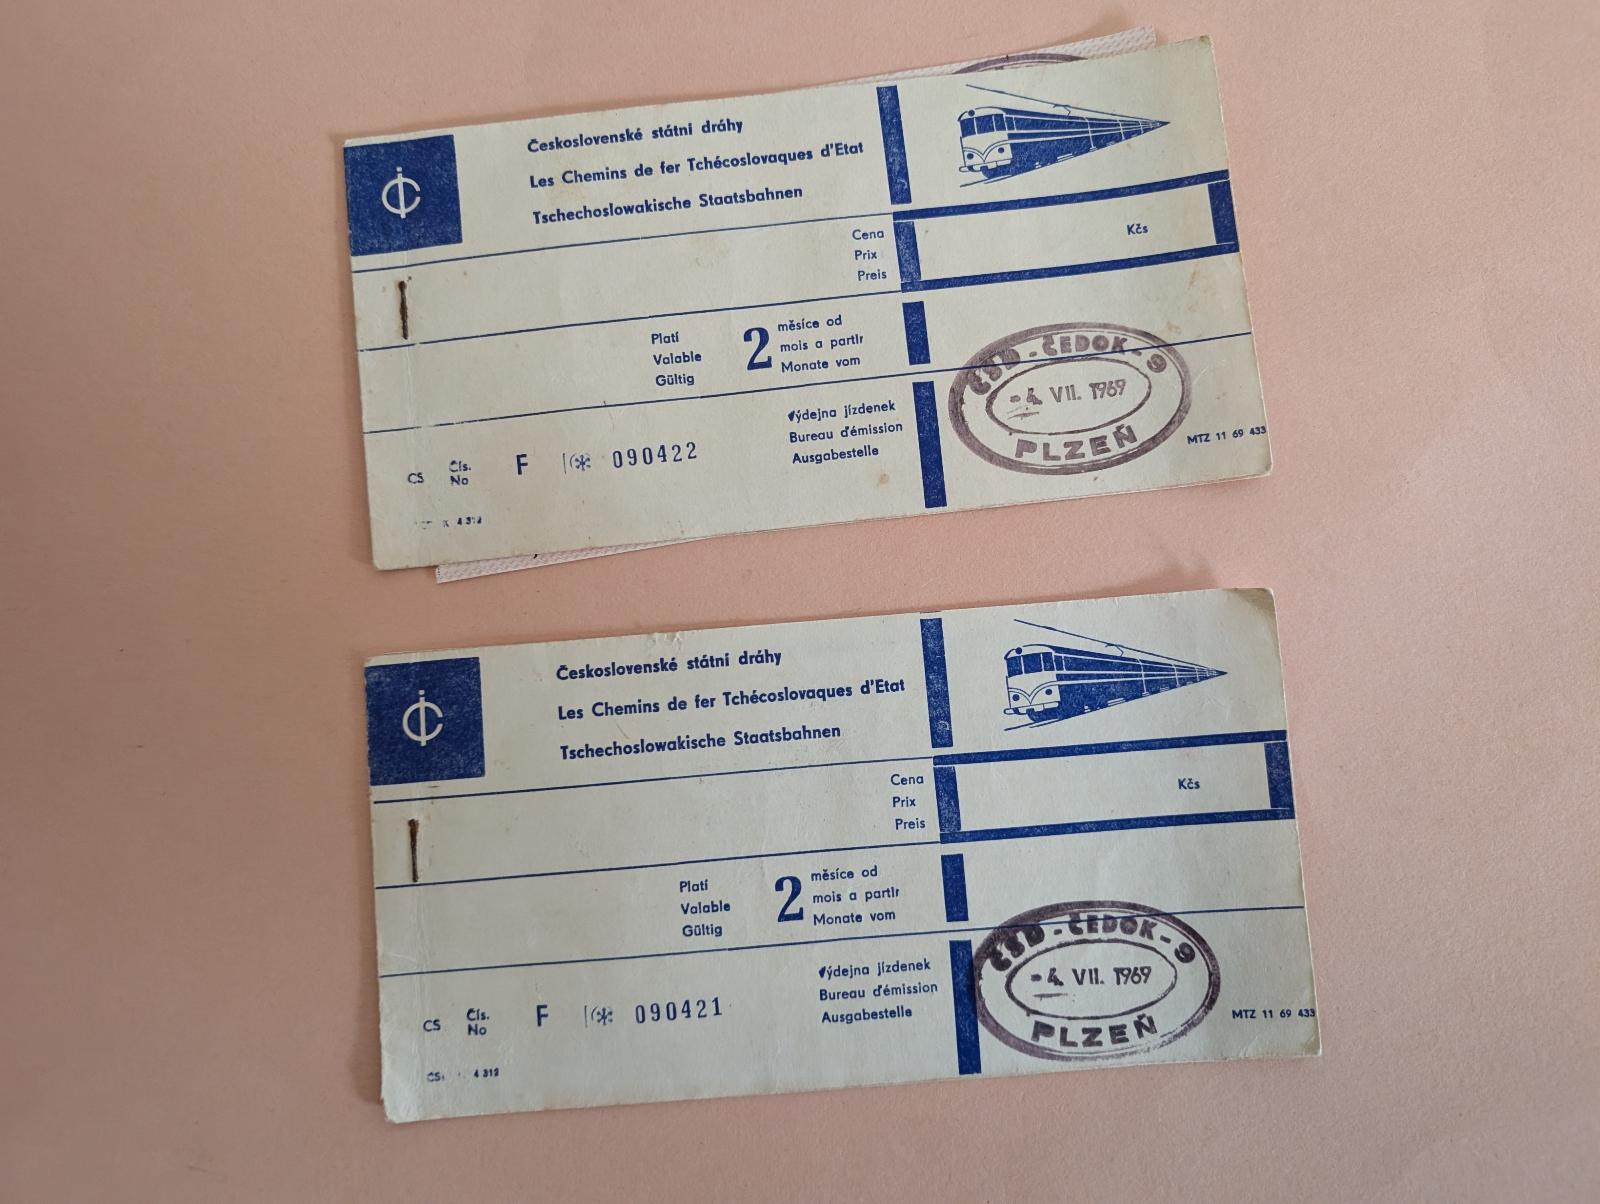 Československé státní dráhy
Les Chemins de fer Tchécoslovaques d'Etat
Tschechoslowakische Staatsbahnen
Cena
Prix
Preis
Kčs
Platí
Valable
Gültig
2
měsíce od
mois a partir
Monate vom
Výdejna jízdenek
Bureau d'émission
Ausgabestelle
ČSD - ČEDOK - 9
-4. VII. 1969
PLZEŇ
MTZ 11 69 433
CS
Čís.
No
F
090422
4 312
Československé státní dráhy
Les Chemins de fer Tchécoslovaques d'Etat
Tschechoslowakische Staatsbahnen
Cena
Prix
Preis
Kčs
Platí
Valable
Gültig
2
měsíce od
mois a partir
Monate vom
Výdejna jízdenek
Bureau d'émission
Ausgabestelle
ČSD - ČEDOK - 9
-4. VII. 1969
PLZEŇ
MTZ 11 69 433
CS
Čís.
No
F
090421
4 312